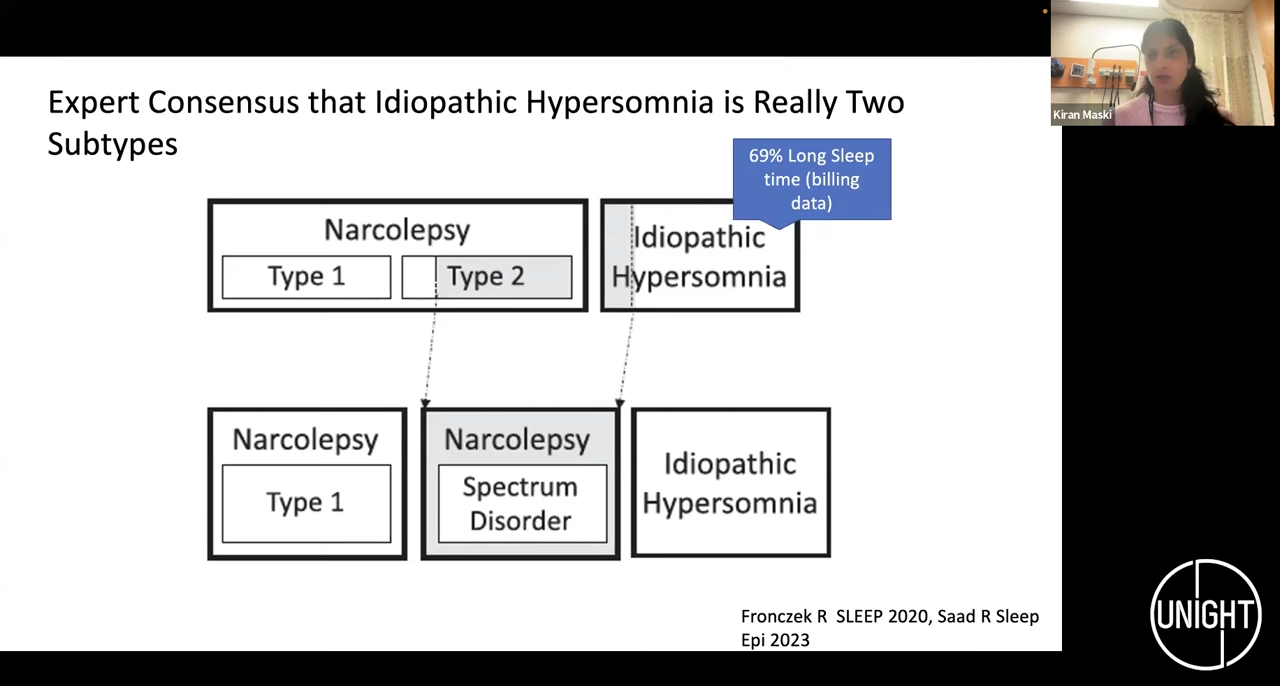 Expert Consensus that Idiopathic Hypersomnia is Really Two
Subtypes
Kiran Maski
69% Long Sleep
time (billing
data)
Narcolepsy
Type 1
Type 2
Idiopathic
Hypersomnia
Narcolepsy
Type 1
Narcolepsy
Spectrum
Disorder
Idiopathic
Hypersomnia
Fronczek R SLEEP 2020, Saad R Sleep
Epi 2023
UNIGHT